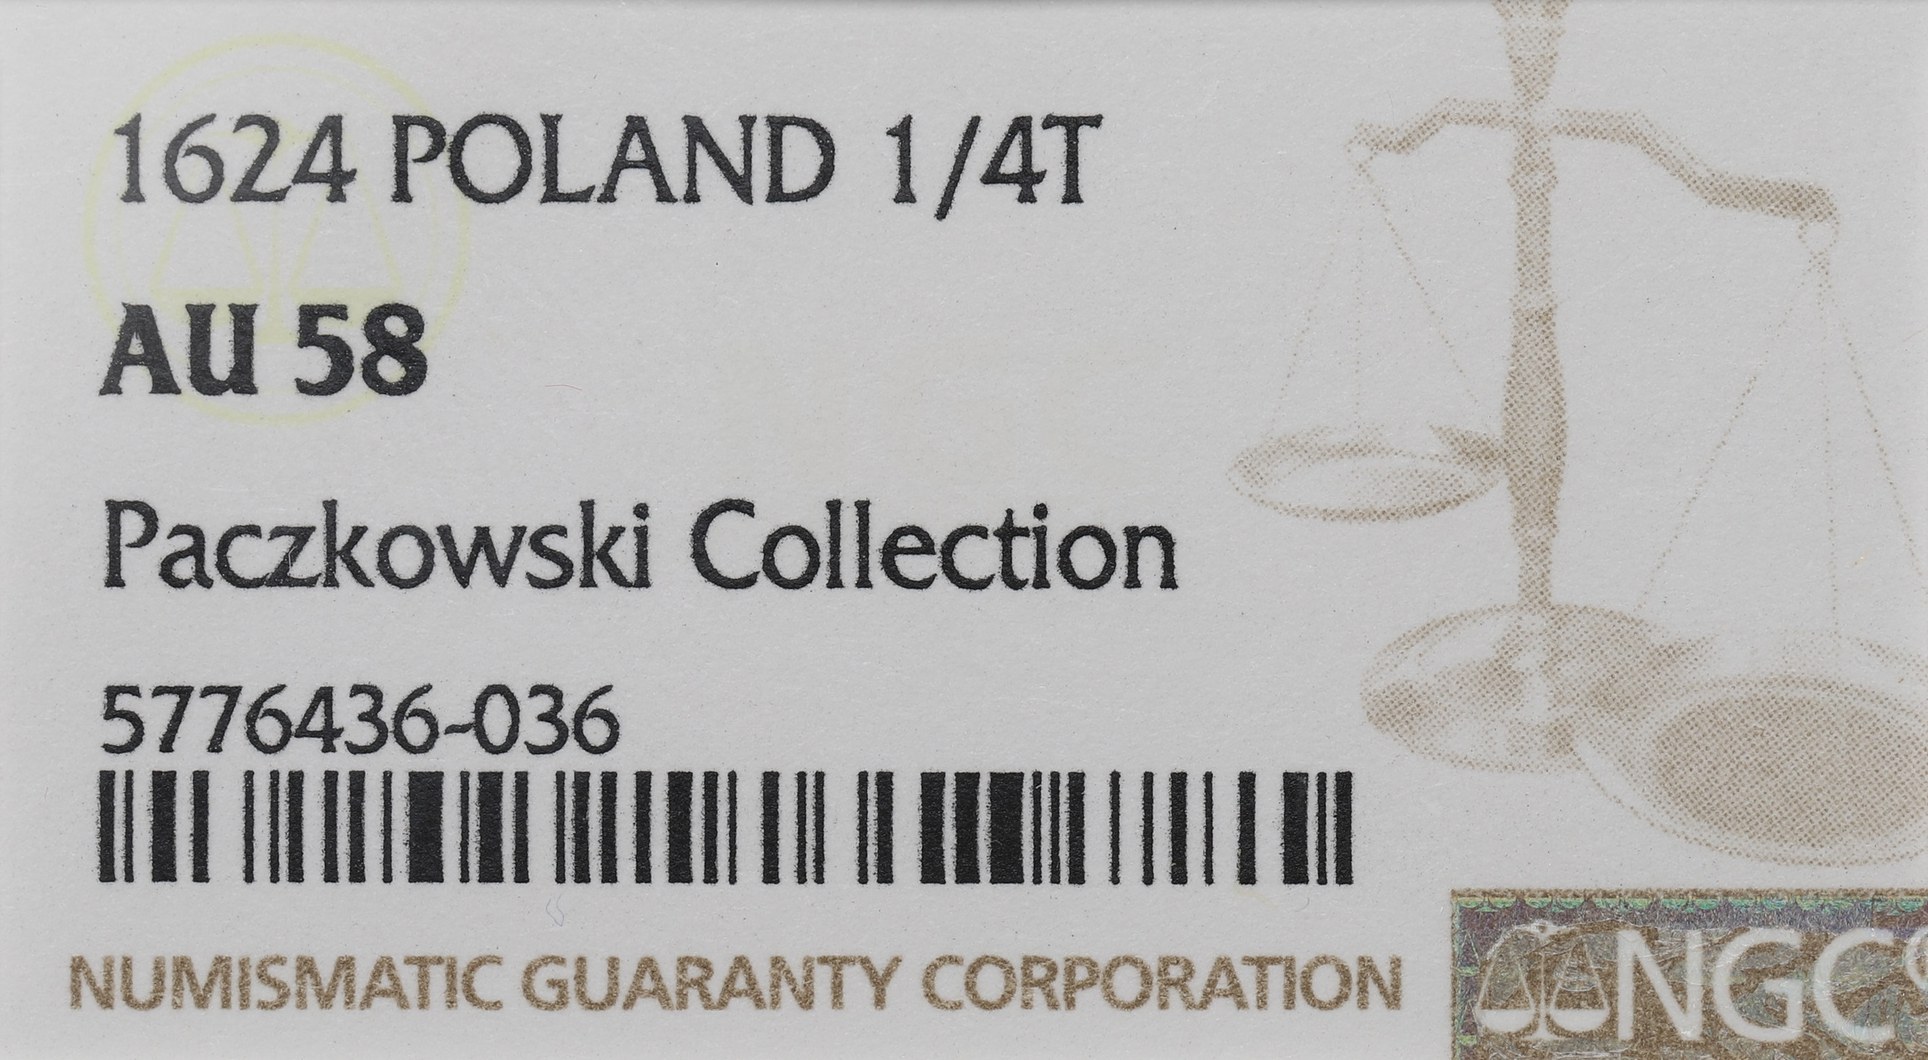 1624 POLAND 1/4T
AU 58
Paczkowski Collection
5776436-036
NUMISMATIC GUARANTY CORPORATION
NGC